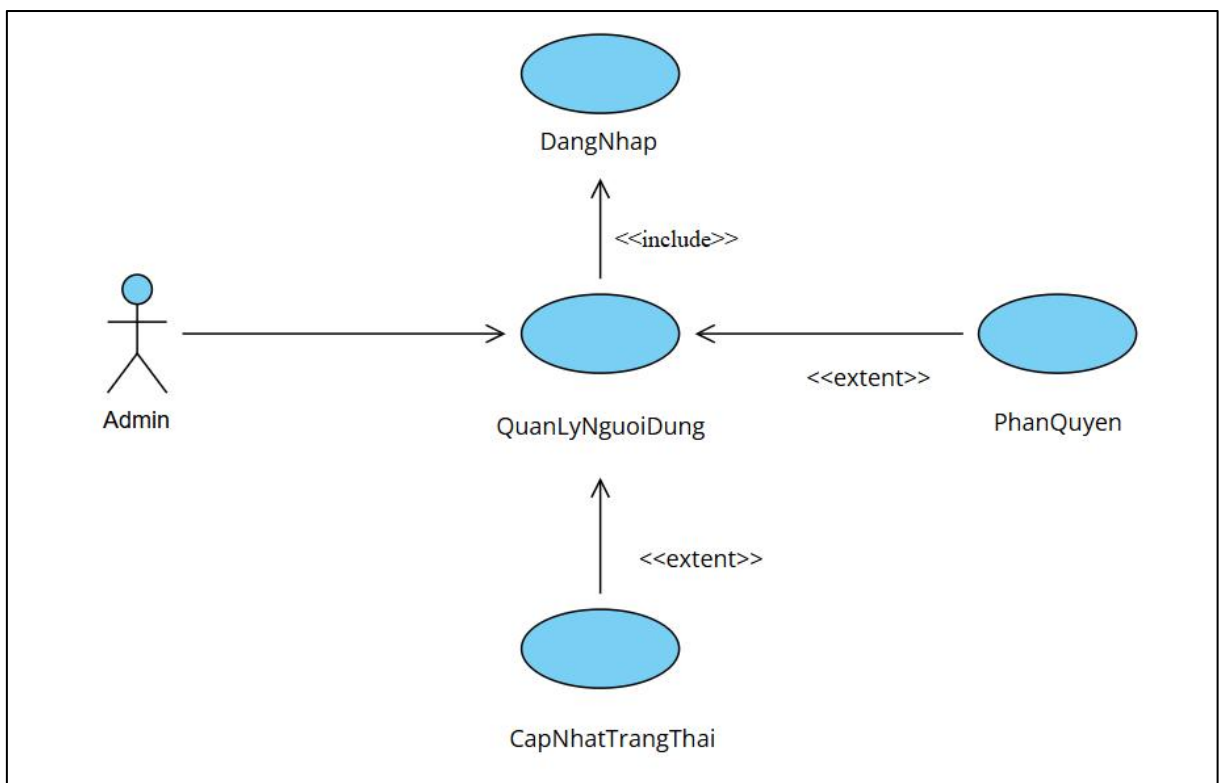 DangNhap
<<include>>
Admin
QuanLyNguoiDung
<<extent>>
PhanQuyen
<<extent>>
CapNhatTrangThai